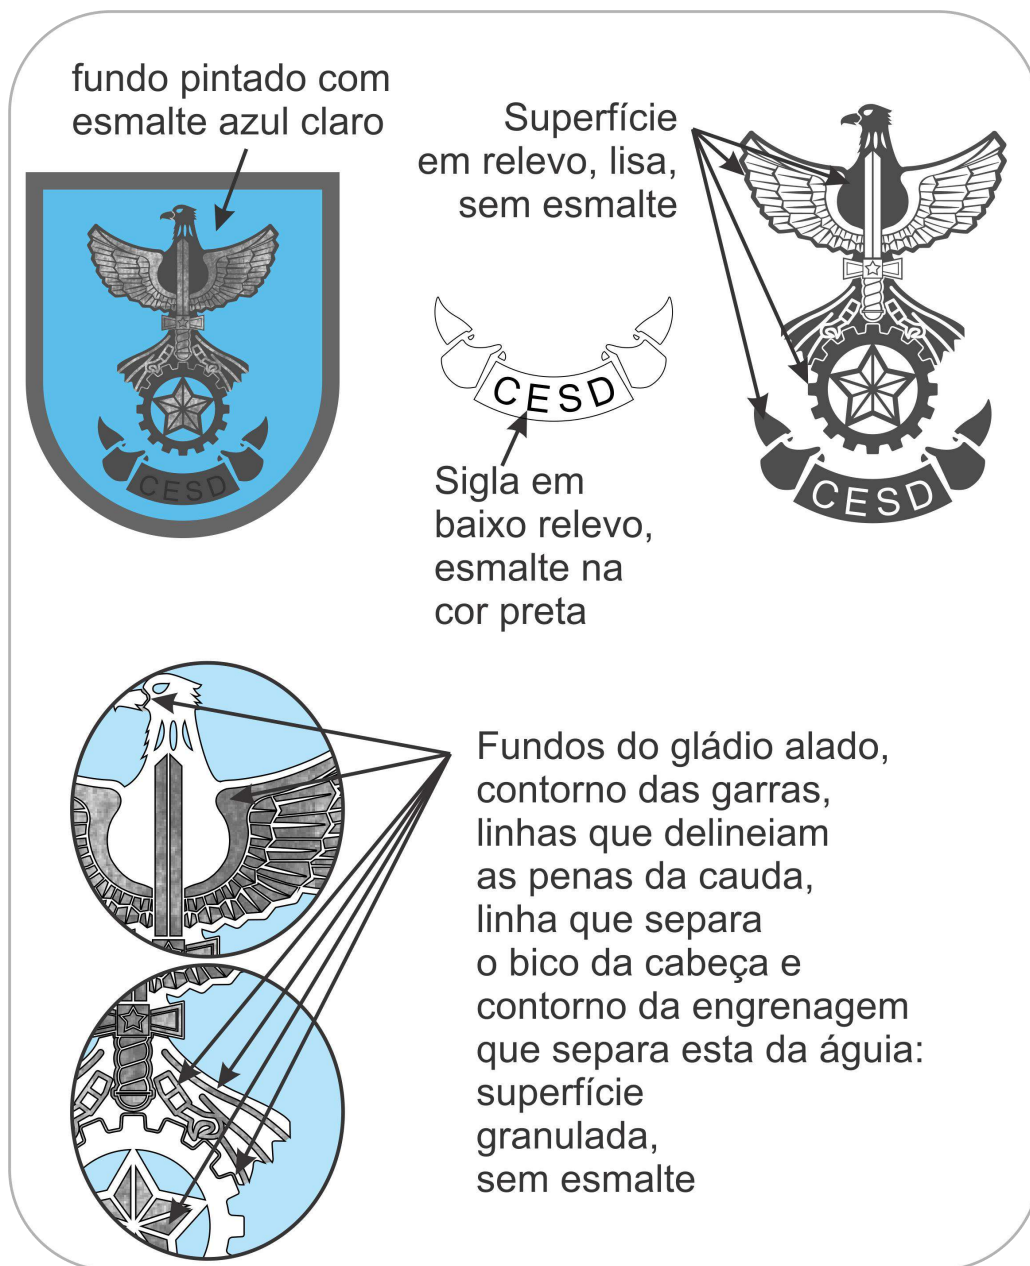 fundo pintado com
esmalte azul claro
Superfície
em relevo, lisa,
sem esmalte
CESD
CESD
CESD
Sigla em
baixo relevo,
esmalte na
cor preta
Fundos do gládio alado,
contorno das garras,
linhas que delineiam
as penas da cauda,
linha que separa
o bico da cabeça e
contorno da engrenagem
que separa esta da águia:
superfície
granulada,
sem esmalte